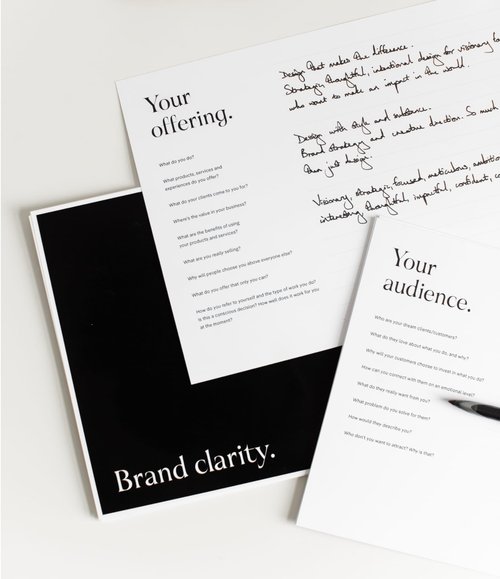 Your
offering.
What do you do?
What products, services and
experiences do you offer?
What do your clients come to you for?
Where's the value in your business?
What are the benefits of using
your products and services?
What are you really selling?
Why will people choose you above everyone else?
What do you offer that only you can?
How do you refer to yourself and the type of work you do?
Is this a conscious decision? How well does it work for you
at the moment?
Design that makes the difference.
Strategic, thoughtful, intentional design for visionary
who want to make an impact in the world.
Design with style and substance.
Brand strategy and creative direction. So much
than just design.
Visionary, strategic, focused, meticulous,
interesting, thoughtful, impactful, confident,
Your
audience.
Who are your dream clients/customers?
What do they love about what you do, and why?
Why will your customers choose to invest in what you do?
How can you connect with them on an emotional level?
What do they really want from you?
What problem do you solve for them?
How would they describe you?
Who don't you want to attract? Why is that?
Brand clarity.